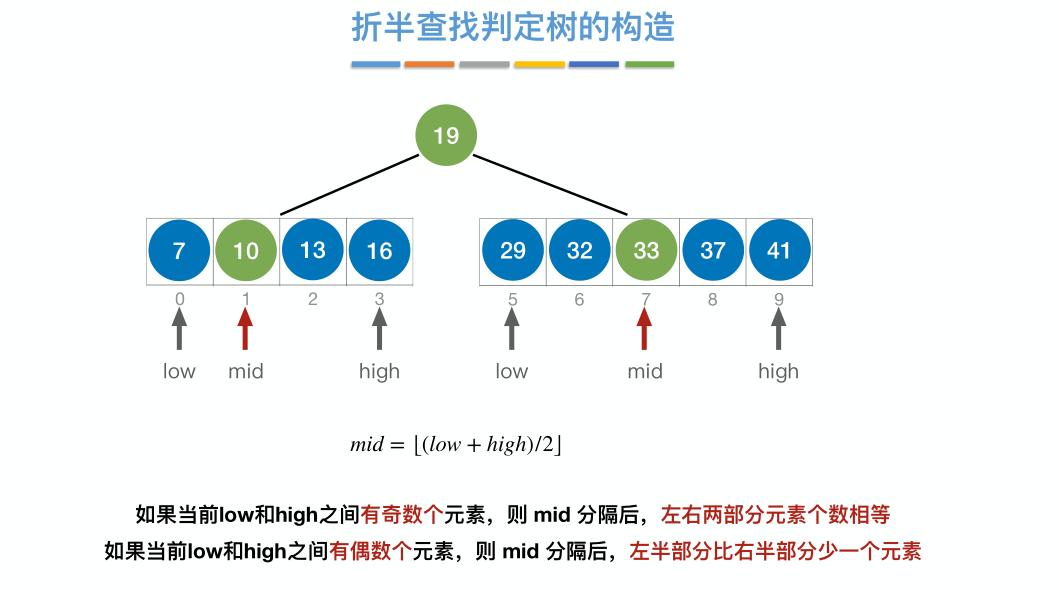 折半查找判定树的构造
19
7 10 13 16 29 32 33 37 41
0 1 2 3 5 6 7 8 9
low mid high low mid high
mid = ⌊(low + high)/2⌋
如果当前low和high之间有奇数个元素，则 mid 分隔后，左右两部分元素个数相等
如果当前low和high之间有偶数个元素，则 mid 分隔后，左半部分比右半部分少一个元素